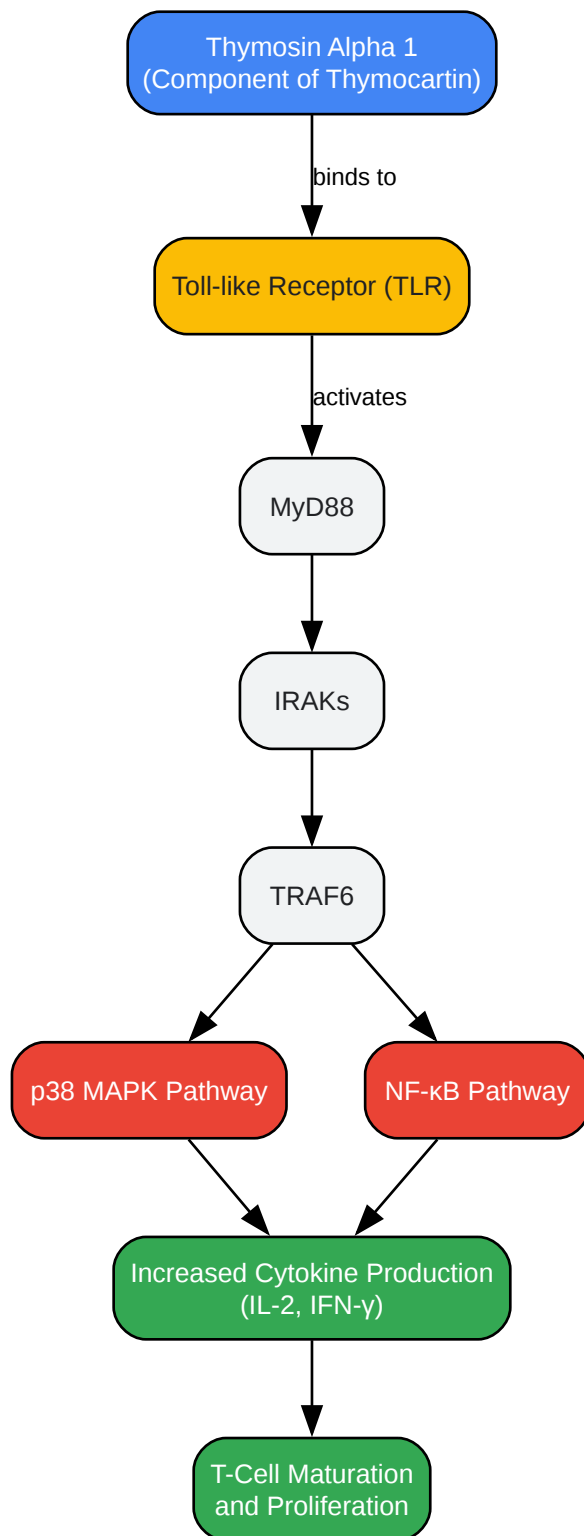 Thymosin Alpha 1
(Component of Thymocartin)
binds to
Toll-like Receptor (TLR)
activates
MyD88
IRAKs
TRAF6
p38 MAPK Pathway
NF-κB Pathway
Increased Cytokine Production
(IL-2, IFN-γ)
T-Cell Maturation
and Proliferation